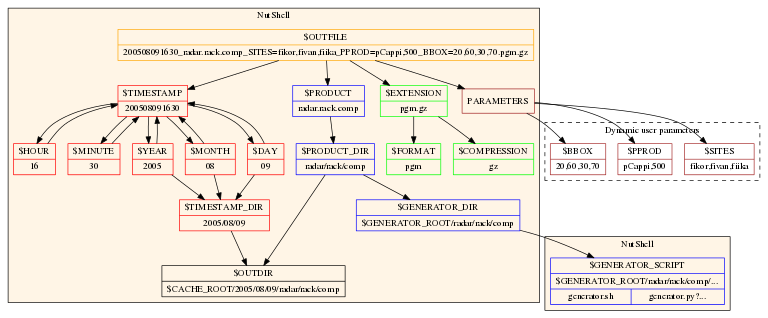 NutShell
$OUTFILE
200508091630_radar.rack.comp_SITES=fikor,fivan,fiika_PPROD=pCappi,500_BBOX=20,60,30,70.pgm.gz
$TIMESTAMP
200508091630
$PRODUCT
radar.rack.comp
$EXTENSION
pgm.gz
PARAMETERS
Dynamic user parameters
$HOUR
16
$MINUTE
30
$YEAR
2005
$MONTH
08
$DAY
09
$PRODUCT_DIR
radar/rack/comp
$FORMAT
pgm
$COMPRESSION
gz
$BBOX
20,60,30,70
$PPROD
pCappi,500
$SITES
fikor,fivan,fiika
$TIMESTAMP_DIR
2005/08/09
$GENERATOR_DIR
$GENERATOR_ROOT/radar/rack/comp
NutShell
$OUTDIR
$CACHE_ROOT/2005/08/09/radar/rack/comp
$GENERATOR_SCRIPT
$GENERATOR_ROOT/radar/rack/comp/...
generator.sh
generator.py?...